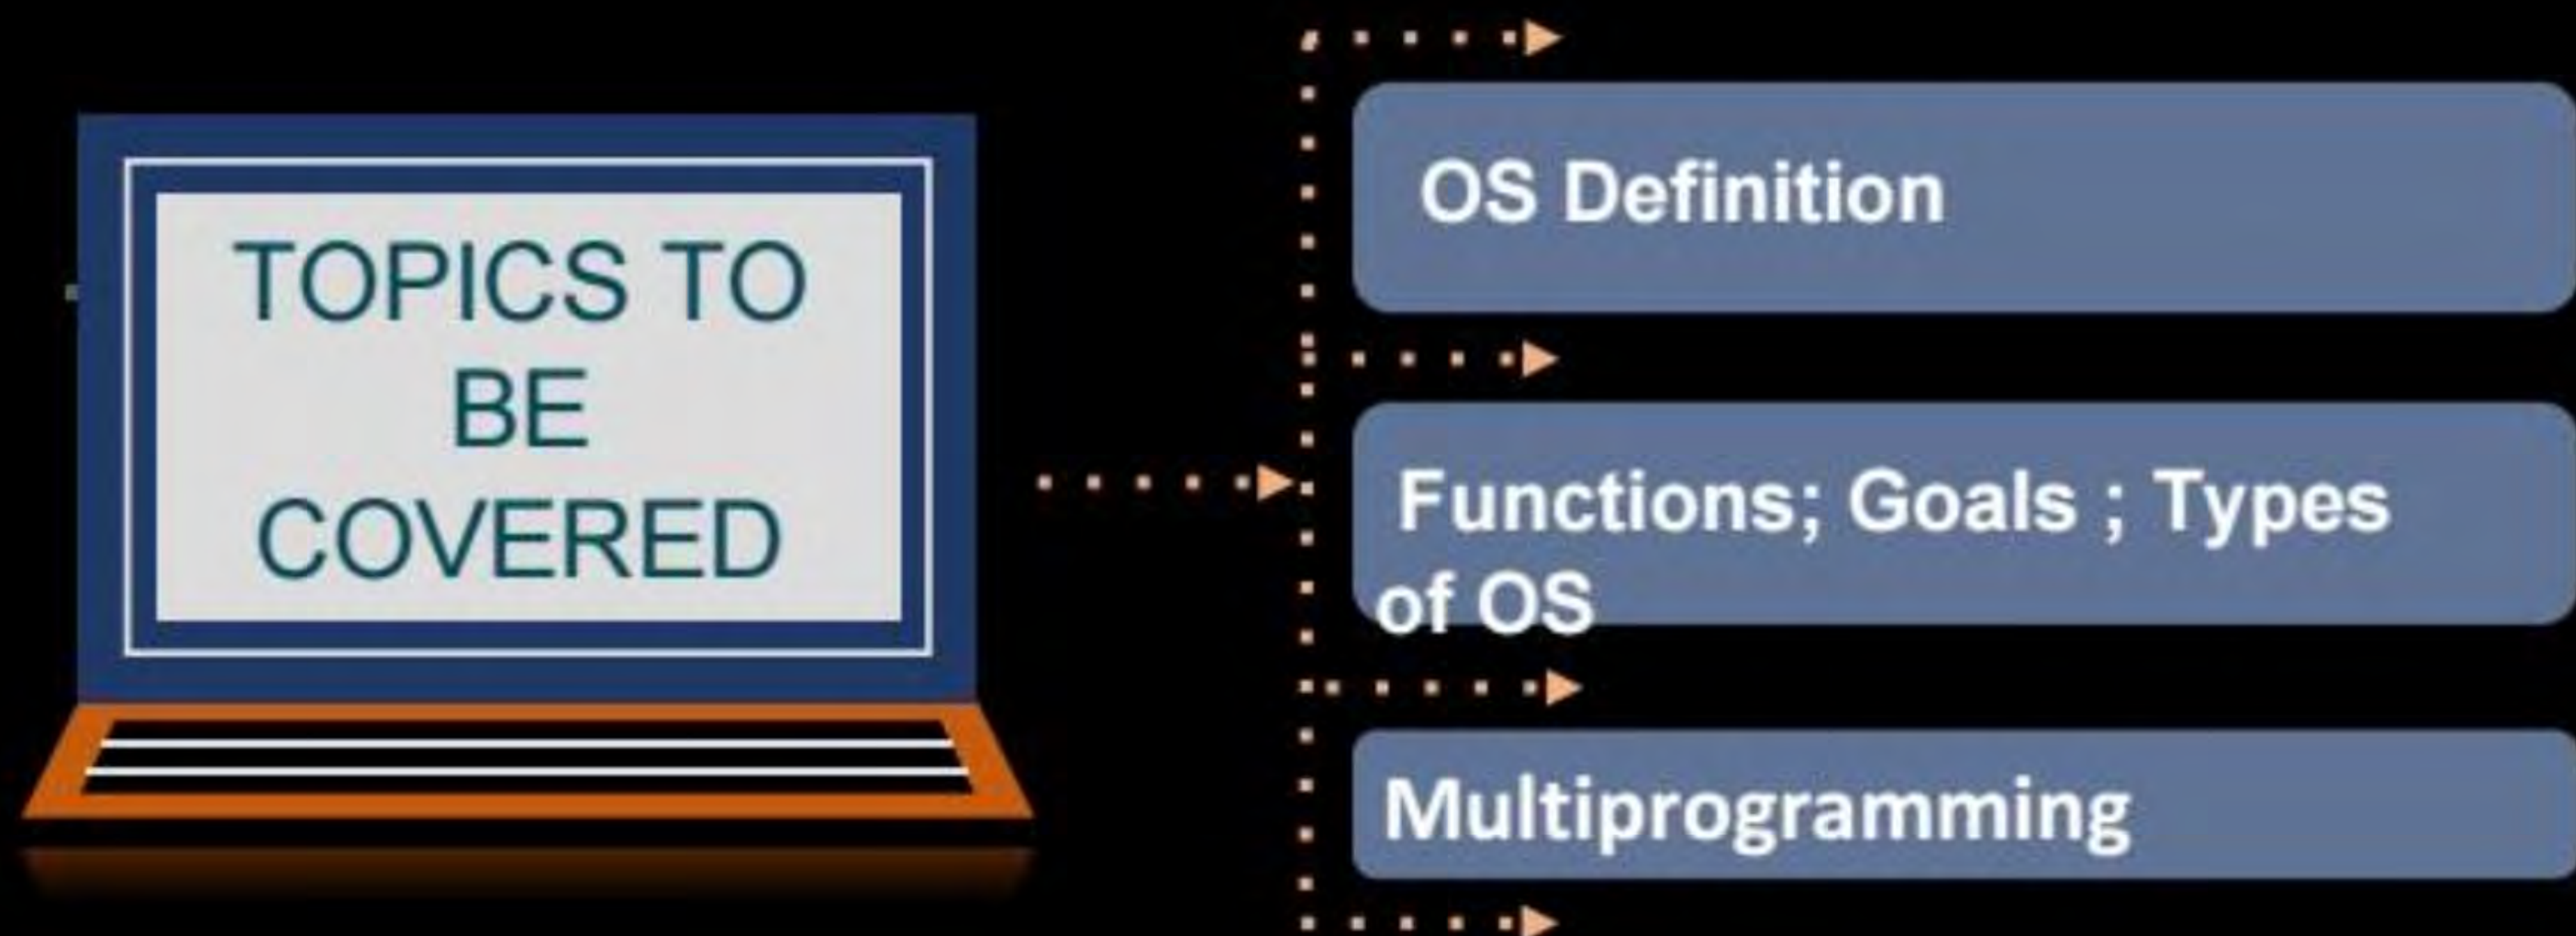 TOPICS TO
BE
COVERED
OS Definition
Functions; Goals ; Types
of OS
Multiprogramming